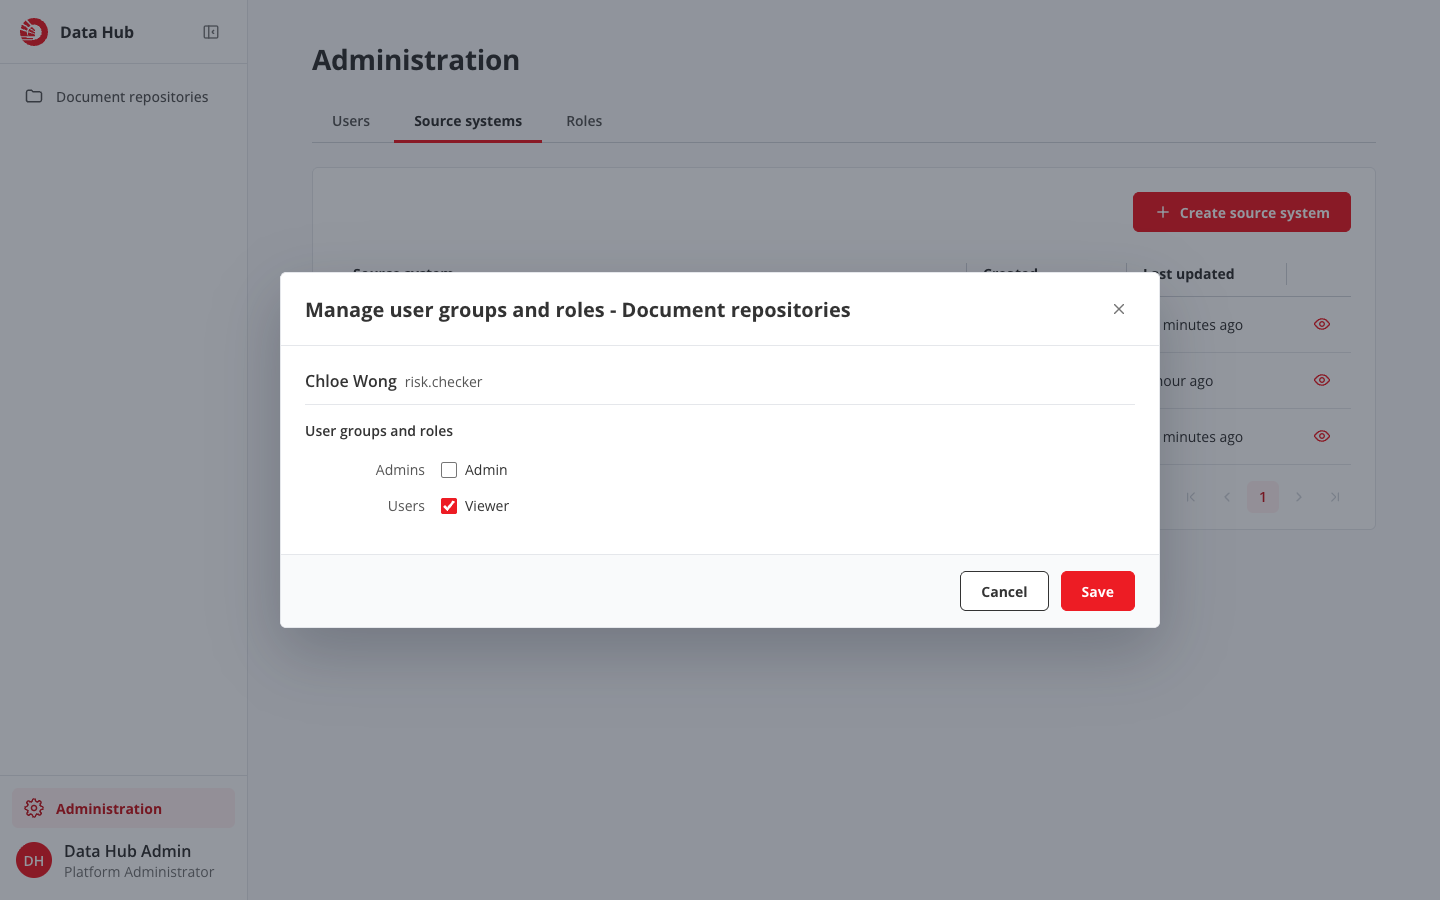 Data Hub
Document repositories
Administration
Users
Source systems
Roles
Create source system
Last updated
minutes ago
hour ago
minutes ago
1
Manage user groups and roles - Document repositories
Chloe Wong risk.checker
User groups and roles
Admins Admin
Users Viewer
Cancel
Save
Administration
DH
Data Hub Admin
Platform Administrator